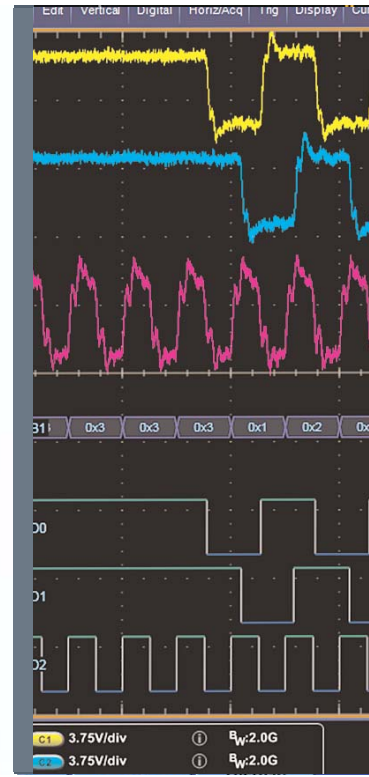 Edit Vertical Digital Horiz/Acq Trig Display
B1 0x3 0x3 0x3 0x1 0x2
D0
D1
D2
C1 3.75V/div BW:2.0G
C2 3.75V/div BW:2.0G